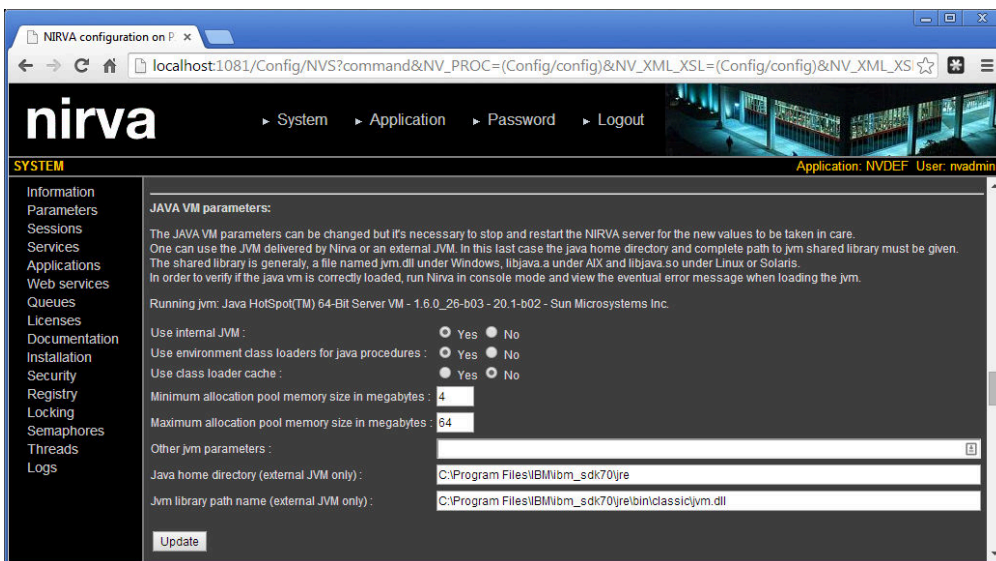 NIRVA configuration on P
localhost:1081/Config/NVS?command&NV_PROC=(Config/config)&NV_XML_XSL=(Config/config)&NV_XML_XS
nirva
System Application Password Logout
SYSTEM Application: NVDEF User: nvadmin
Information
Parameters
Sessions
Services
Applications
Web services
Queues
Licenses
Documentation
Installation
Security
Registry
Locking
Semaphores
Threads
Logs
JAVA VM parameters:
The JAVA VM parameters can be changed but it's necessary to stop and restart the NIRVA server for the new values to be taken in care.
One can use the JVM delivered by Nirva or an external JVM. In this last case the java home directory and complete path to jvm shared library must be given.
The shared library is generaly, a file named jvm.dll under Windows, libjava.a under AIX and libjava.so under Linux or Solaris.
In order to verify if the java vm is correctly loaded, run Nirva in console mode and view the eventual error message when loading the jvm.
Running jvm: Java HotSpot(TM) 64-Bit Server VM - 1.6.0_26-b03 - 20.1-b02 - Sun Microsystems Inc.
Use internal JVM : Yes No
Use environment class loaders for java procedures : Yes No
Use class loader cache : Yes No
Minimum allocation pool memory size in megabytes : 4
Maximum allocation pool memory size in megabytes : 64
Other jvm parameters :
Java home directory (external JVM only) : C:\Program Files\IBM\ibm_sdk70\jre
Jvm library path name (external JVM only) : C:\Program Files\IBM\ibm_sdk70\jre\bin\classic\jvm.dll
Update